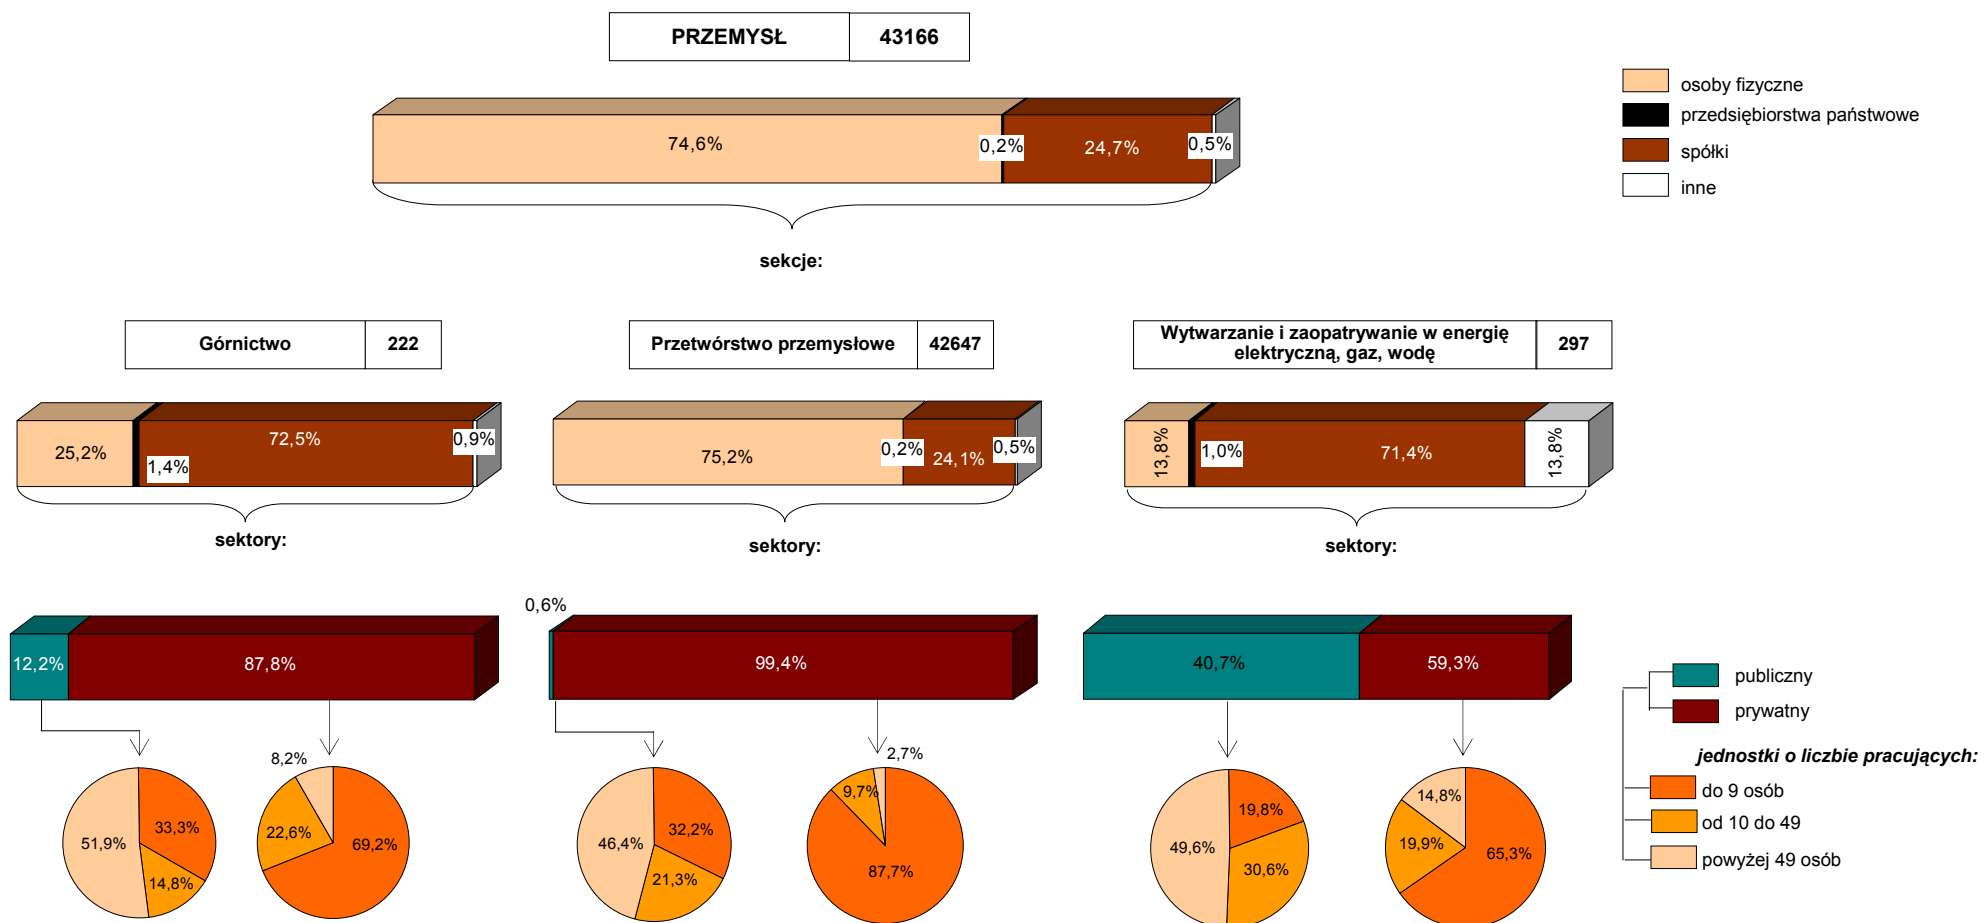 PRZEMYSŁ 43166
osoby fizyczne
przedsiębiorstwa państwowe
spółki
inne
74,6% 0,2% 24,7% 0,5%
sekcje:
Górnictwo 222
Przetwórstwo przemysłowe 42647
Wytwarzanie i zaopatrywanie w energię
elektryczną, gaz, wodę 297
25,2% 1,4% 72,5% 0,9%
75,2% 0,2% 24,1% 0,5%
13,8% 1,0% 71,4% 13,8%
sektory:
sektory:
sektory:
12,2% 87,8%
0,6% 99,4%
40,7% 59,3%
publiczny
prywatny
jednostki o liczbie pracujących:
do 9 osób
od 10 do 49
powyżej 49 osób
51,9% 33,3% 14,8%
8,2% 22,6% 69,2%
46,4% 32,2% 21,3%
2,7% 9,7% 87,7%
49,6% 19,8% 30,6%
14,8% 19,9% 65,3%